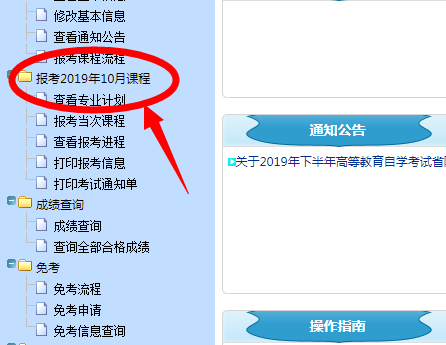 修改基本信息
查看通知公告
报考课程流程
报考2019年10月课程
查看专业计划
报考当次课程
查看报考进程
打印报考信息
打印考试通知单
成绩查询
成绩查询
查询全部合格成绩
免考
免考流程
免考申请
免考信息查询
通知公告
关于2019年下半年高等教育自学考试省际
操作指南